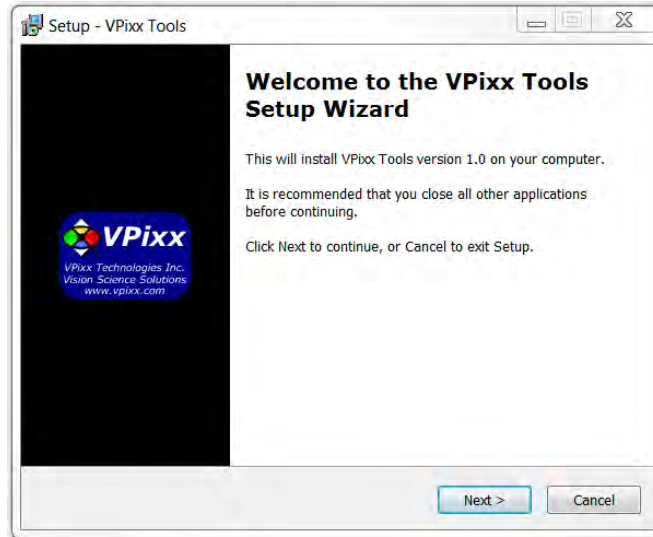 Setup - VPixx Tools
Welcome to the VPixx Tools
Setup Wizard
This will install VPixx Tools version 1.0 on your computer.
It is recommended that you close all other applications
before continuing.
Click Next to continue, or Cancel to exit Setup.
VPixx
VPixx Technologies Inc.
Vision Science Solutions
www.vpixx.com
Next >
Cancel